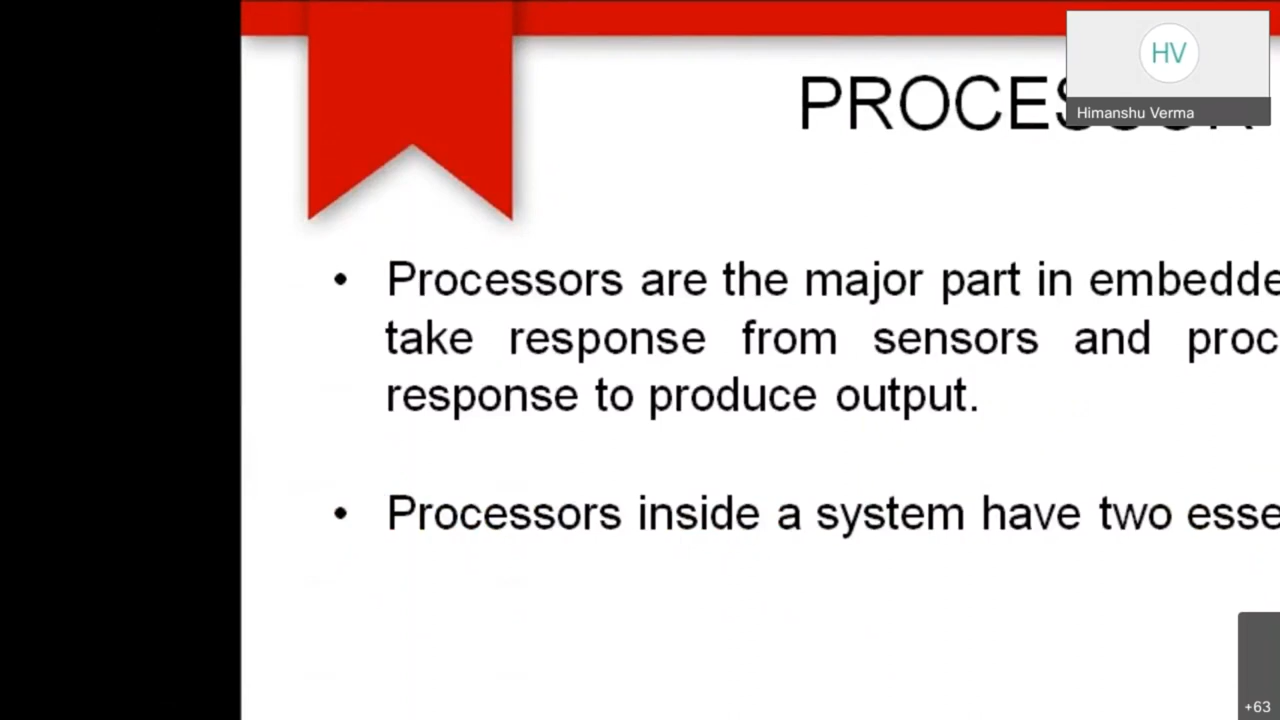 HV
Himanshu Verma
PROCESSOR
• Processors are the major part in embedde
take response from sensors and proc
response to produce output.
• Processors inside a system have two esse
+63